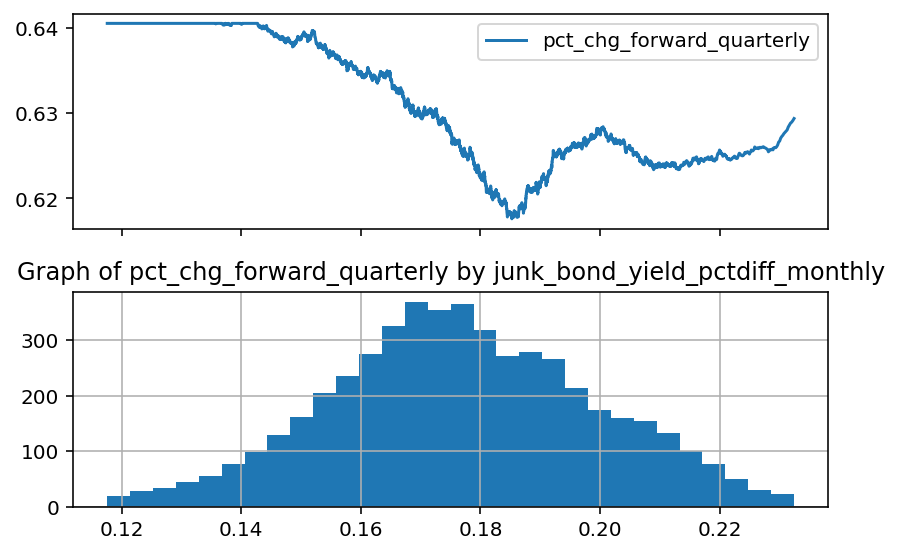 0.64
0.63
0.62
pct_chg_forward_quarterly
Graph of pct_chg_forward_quarterly by junk_bond_yield_pctdiff_monthly
300
200
100
0
0.12 0.14 0.16 0.18 0.20 0.22